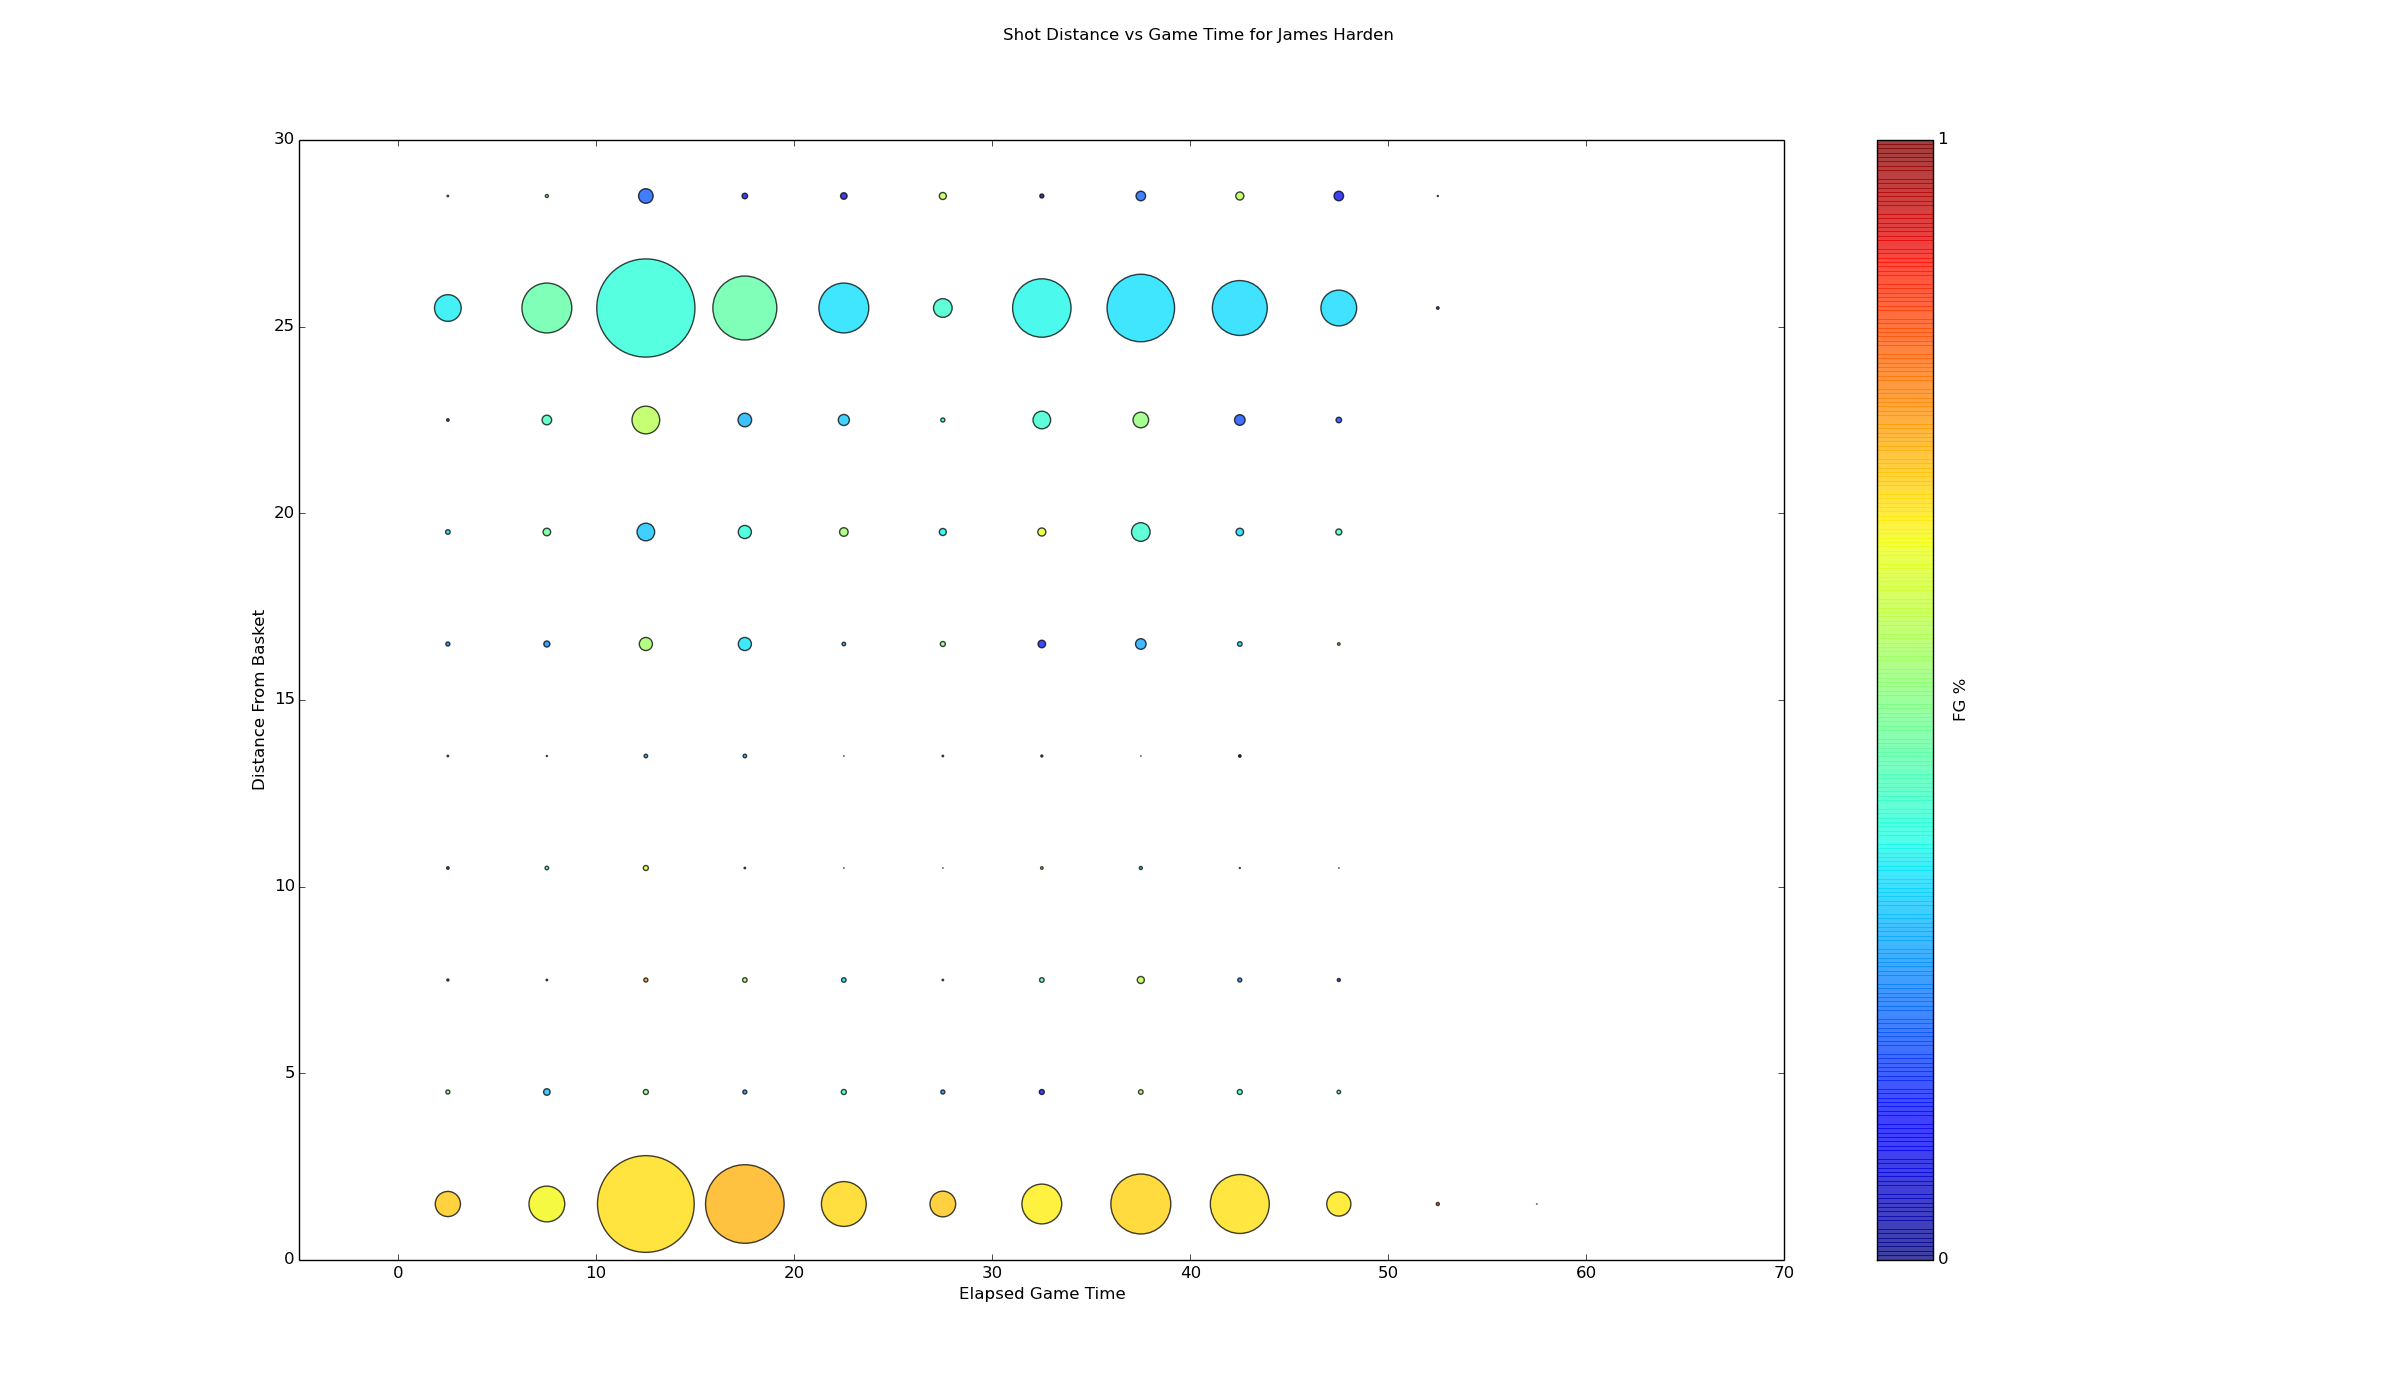 Shot Distance vs Game Time for James Harden
30
25
20
15
10
5
0
Distance From Basket
0 10 20 30 40 50 60 70
Elapsed Game Time
1
0
FG %